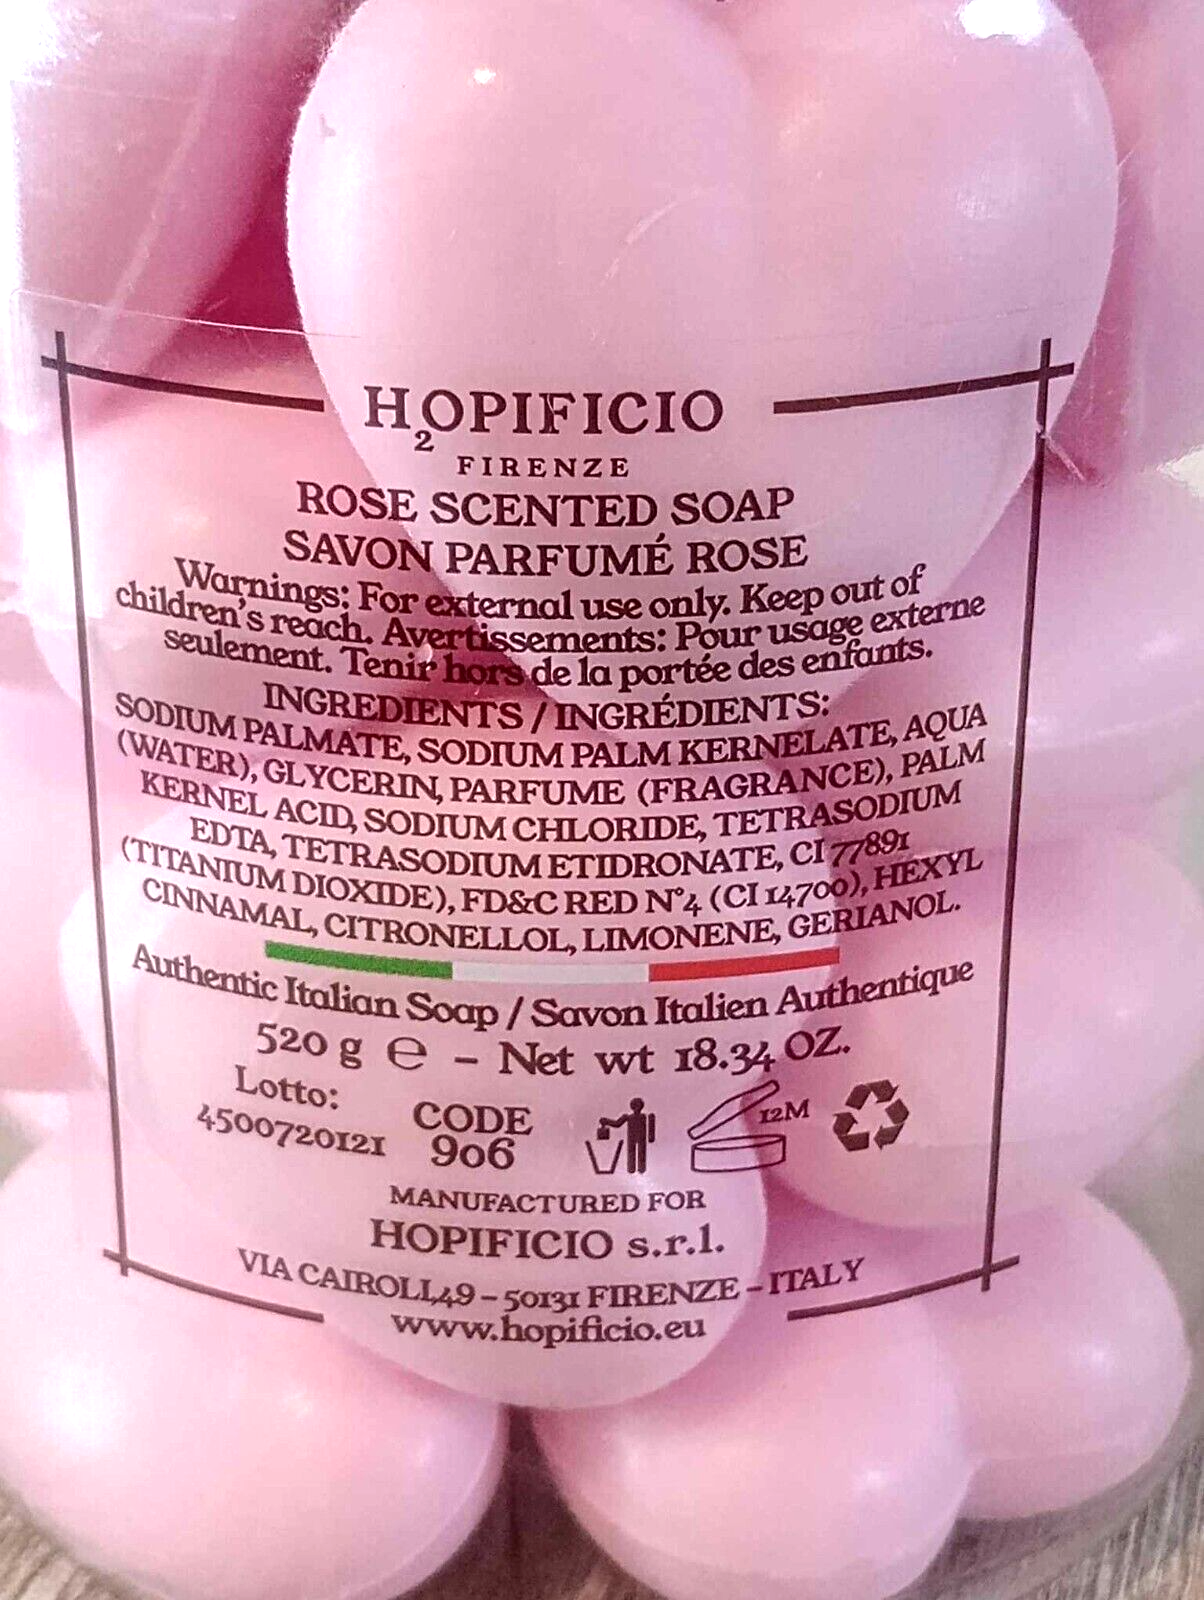 H2OPIFICIO
FIRENZE
ROSE SCENTED SOAP
SAVON PARFUMÉ ROSE
Warnings: For external use only. Keep out of
children's reach. Avertissements: Pour usage externe
seulement. Tenir hors de la portée des enfants.
INGREDIENTS / INGRÉDIENTS:
SODIUM PALMATE, SODIUM PALM KERNELATE, AQUA
(WATER), GLYCERIN, PARFUME (FRAGRANCE), PALM
KERNEL ACID, SODIUM CHLORIDE, TETRASODIUM
EDTA, TETRASODIUM ETIDRONATE, CI 77891
(TITANIUM DIOXIDE), FD&C RED N°4 (CI 14700), HEXYL
CINNAMAL, CITRONELLOL, LIMONENE, GERIANOL.
Authentic Italian Soap / Savon Italien Authentique
520 g e - Net wt 18.34 OZ.
Lotto:
4500720121
CODE
906
12M
MANUFACTURED FOR
HOPIFICIO s.r.l.
VIA CAIROLI,49 – 50131 FIRENZE – ITALY
www.hopificio.eu